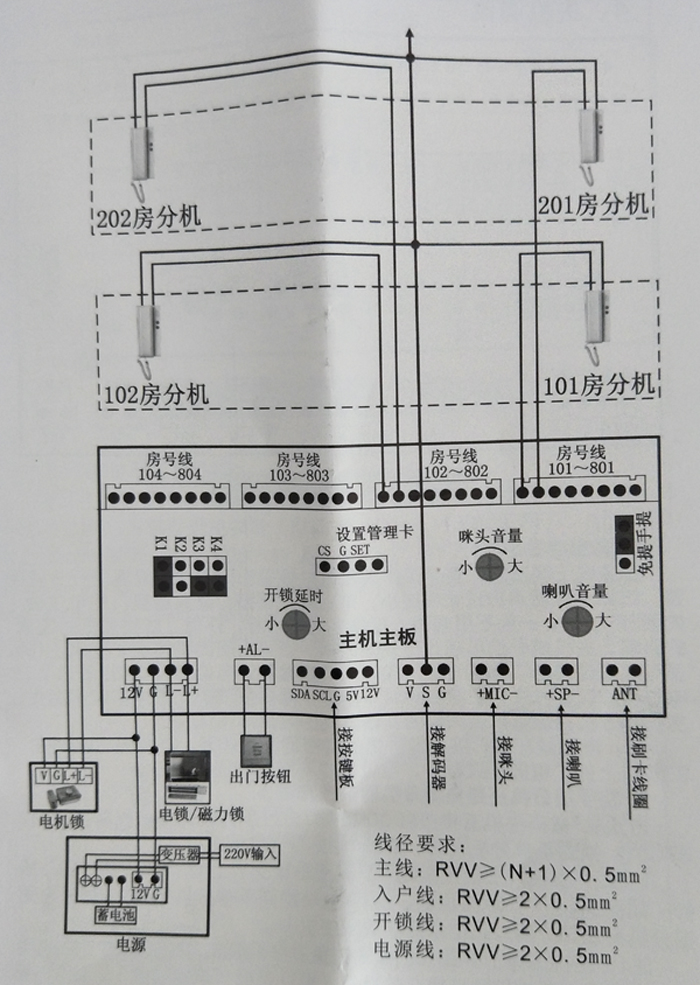 202房分机
201房分机
102房分机
101房分机
房号线
104～804
房号线
103～803
房号线
102～802
房号线
101～801
K1 K2 K3 K4
设置管理卡
CS G SET
咪头音量
小 大
免提手提
开锁延时
小 大
喇叭音量
小 大
主机主板
12V G L- L+
+AL-
SDA SCL G 5V 12V
V S G
+MIC-
+SP-
ANT
接按键板
接解码器
接咪头
接喇叭
接刷卡线圈
V G L+ L-
电机锁
电锁/磁力锁
出门按钮
变压器
220V输入
12V G
蓄电池
电源
线径要求：
主线：RVV≥(N+1)×0.5mm²
入户线：RVV≥2×0.5mm²
开锁线：RVV≥2×0.5mm²
电源线：RVV≥2×0.5mm²